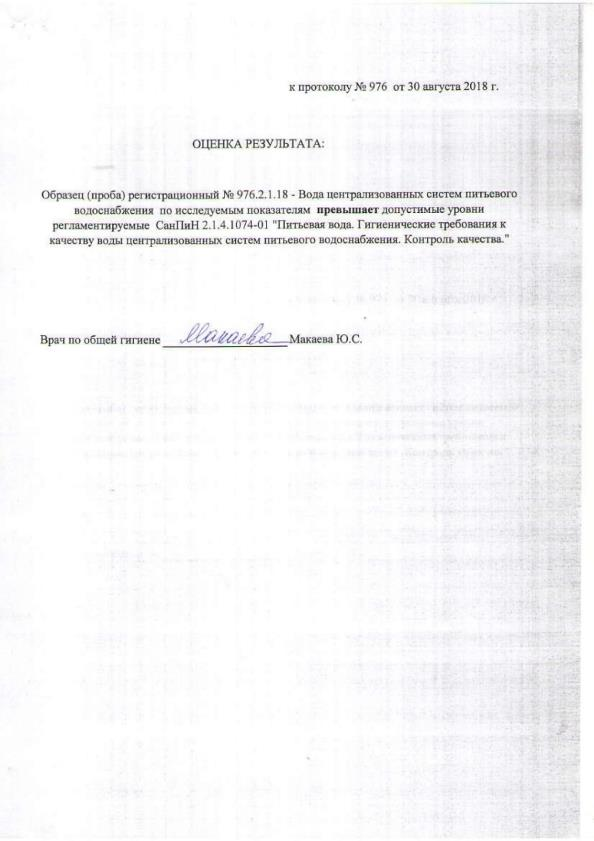 к протоколу № 976 от 30 августа 2018 г.
ОЦЕНКА РЕЗУЛЬТАТА:
Образец (проба) регистрационный № 976.2.1.18 - Вода централизованных систем питьевого
водоснабжения по исследуемым показателям превышает допустимые уровни
регламентируемые СанПиН 2.1.4.1074-01 "Питьевая вода. Гигиенические требования к
качеству воды централизованных систем питьевого водоснабжения. Контроль качества."
Врач по общей гигиене Макаева Макаева Ю.С.